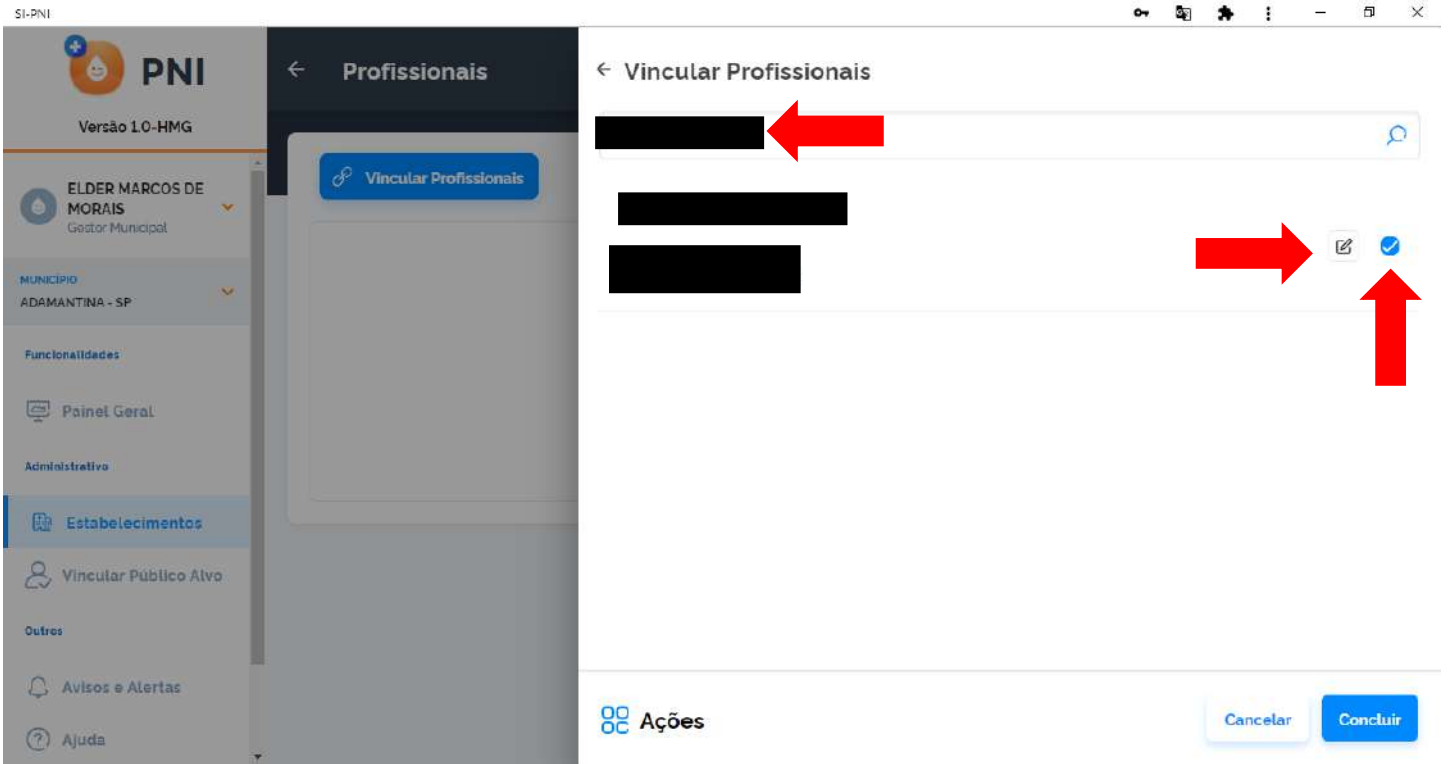 SI-PNI
PNI
Versão 1.0-HMG
ELDER MARCOS DE
MORAIS
Gestor Municipal
MUNICÍPIO
ADAMANTINA - SP
Funcionalidades
Painel Geral
Administrativo
Estabelecimentos
Vincular Público Alvo
Outros
Avisos e Alertas
Ajuda
Profissionais
Vincular Profissionais
Vincular Profissionais
Ações
Cancelar
Concluir